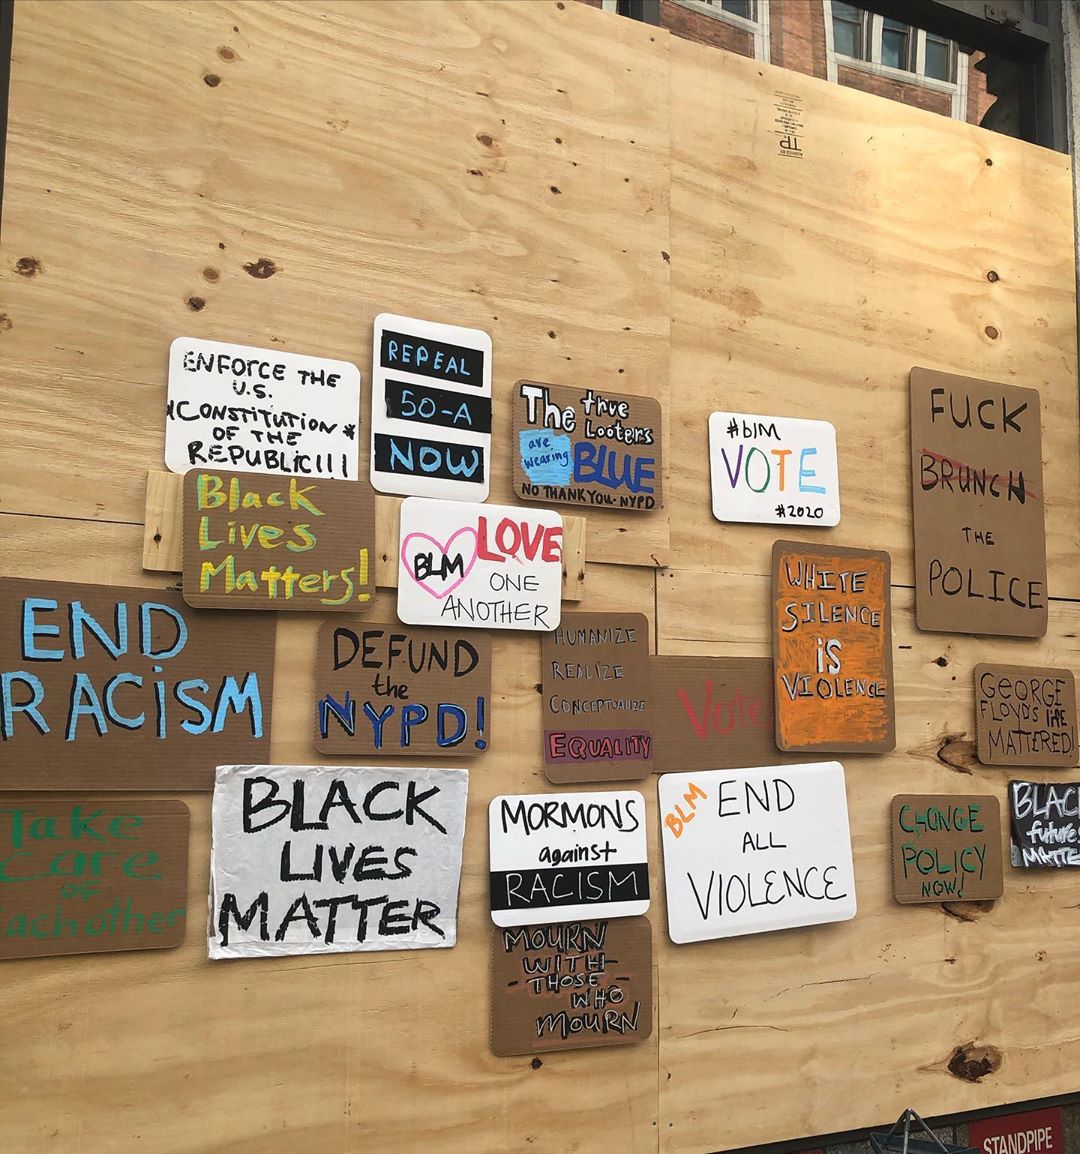 ENFORCE THE
U.S.
CONSTITUTION *
OF THE
REPUBLIC!!!
REPEAL
50-A
NOW
The true
Looters
are
wearing
BLUE
NO THANK YOU - NYPD
#blM
VOTE
#2020
FUCK
BRUNCH
THE
POLICE
Black
Lives
Matters!
BLM LOVE
ONE
ANOTHER
WHITE
SILENCE
iS
VIOLENCE
END
RACiSM
DEFUND
the
NYPD!
HUMANIZE
REALIZE
CONCEPTUALIZE
EQUALITY
Vote
GEORGE
FLOYD'S lifE
MATTERED!
Take
care
OF
eachother
BLACK
LIVES
MATTER
MORMONS
against
RACISM
BLM
END
ALL
VIOLENCE
CHANGE
POLICY
NOW!
BLACK
future
MATTE
MOURN
WITH
THOSE
WHO
MOURN
TP
STANDPIPE